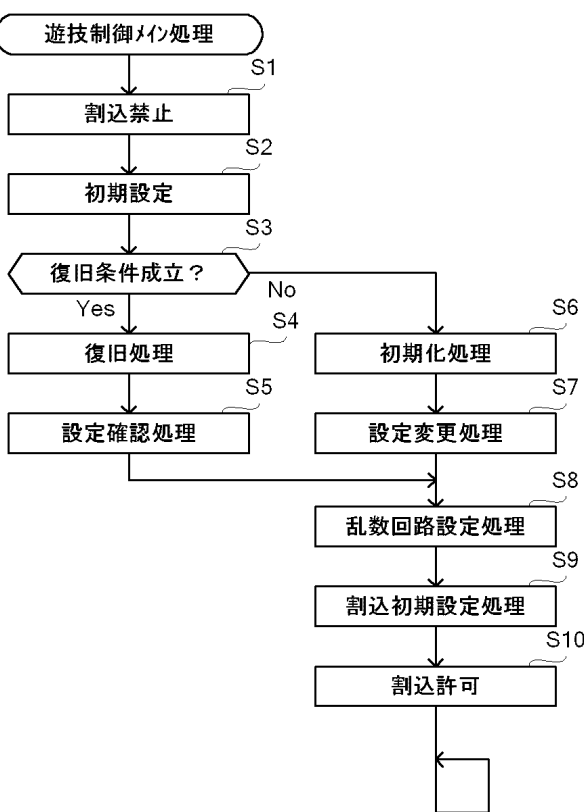 遊技制御メイン処理
S1
割込禁止
S2
初期設定
S3
復旧条件成立？
Yes
No
S4
復旧処理
S5
設定確認処理
S6
初期化処理
S7
設定変更処理
S8
乱数回路設定処理
S9
割込初期設定処理
S10
割込許可